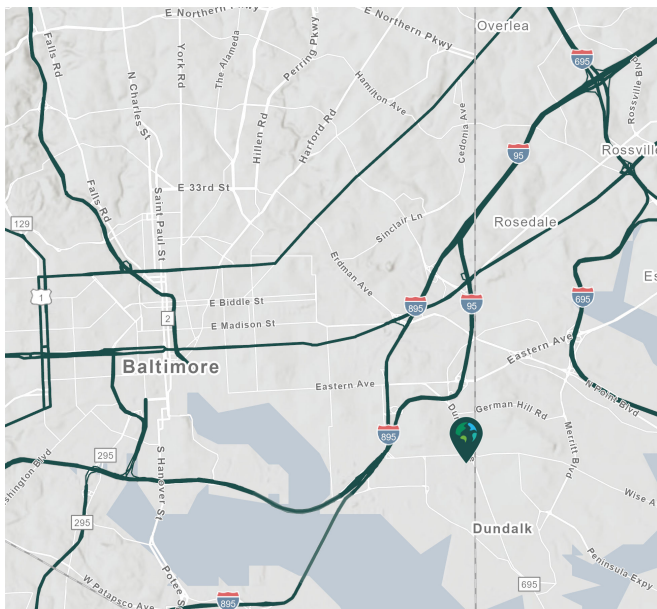 E Northern Pkwy
E Northern Pkwy
Overlea
Falls Rd
York Rd
The Alameda
Perring Pkwy
695
Rossville Blvd
N Charles St
Hamilton Ave
Hillen Rd
Harford Rd
Cedonia Ave
95
Rossville
E 33rd St
Falls Rd
Saint Paul St
129
Sinclair Ln
Rosedale
Erdman Ave
1
E Biddle St
895
95
695
Es
2
E Madison St
Baltimore
Eastern Ave
Eastern Ave
N Point Blvd
German Hill Rd
895
Merritt Blvd
295
S Hanover St
shington Blvd
Wise A
295
Dundalk
Peninsula Expy
695
Potee St
W Patapsco Ave
895